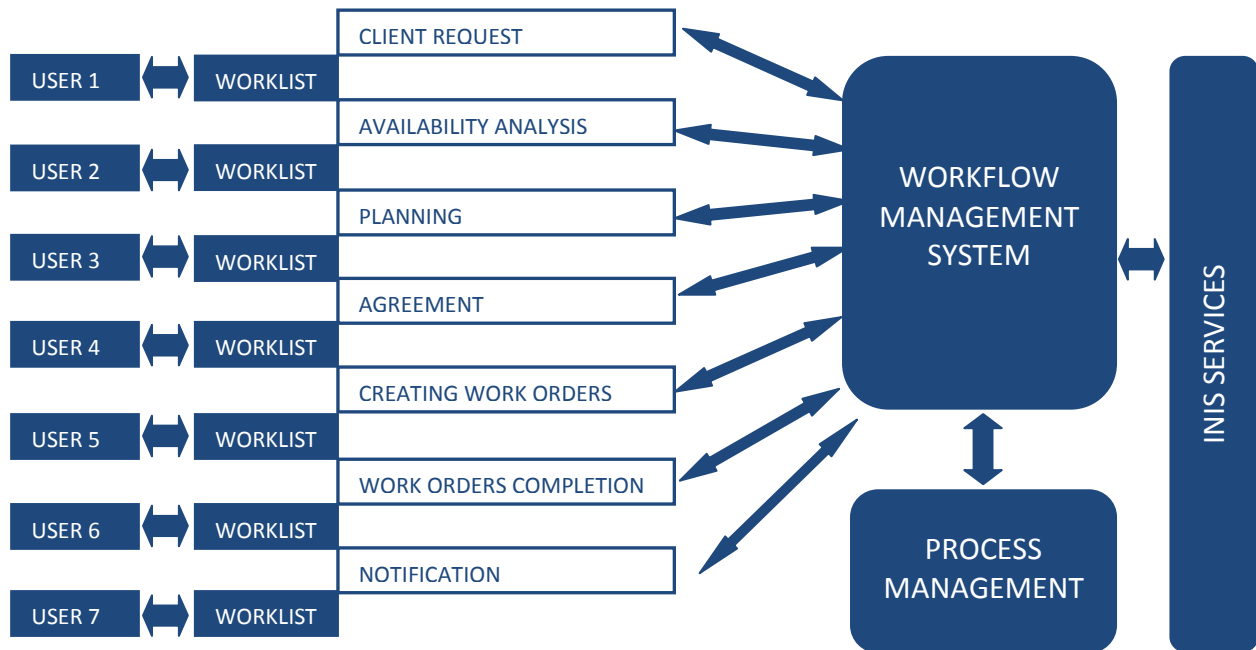 CLIENT REQUEST
USER 1
WORKLIST
AVAILABILITY ANALYSIS
USER 2
WORKLIST
PLANNING
USER 3
WORKLIST
AGREEMENT
USER 4
WORKLIST
CREATING WORK ORDERS
USER 5
WORKLIST
WORK ORDERS COMPLETION
USER 6
WORKLIST
NOTIFICATION
USER 7
WORKLIST
WORKFLOW
MANAGEMENT
SYSTEM
PROCESS
MANAGEMENT
INIS SERVICES